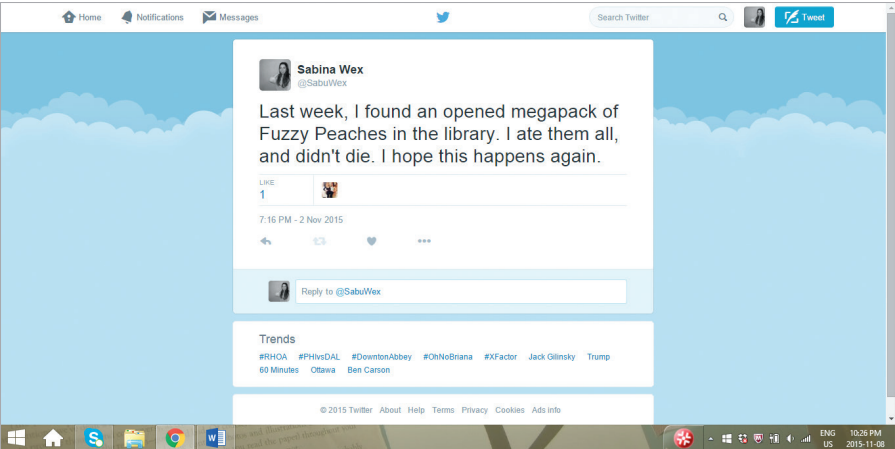 Home Notifications Messages Search Twitter Tweet
Sabina Wex
@SabuWex
Last week, I found an opened megapack of
Fuzzy Peaches in the library. I ate them all,
and didn't die. I hope this happens again.
LIKE
1
7:16 PM - 2 Nov 2015
Reply to @SabuWex
Trends
#RHOA #PHIvsDAL #DowntonAbbey #OhNoBriana #XFactor Jack Gilinsky Trump
60 Minutes Ottawa Ben Carson
© 2015 Twitter About Help Terms Privacy Cookies Ads info
ENG 10:26 PM
US 2015-11-08